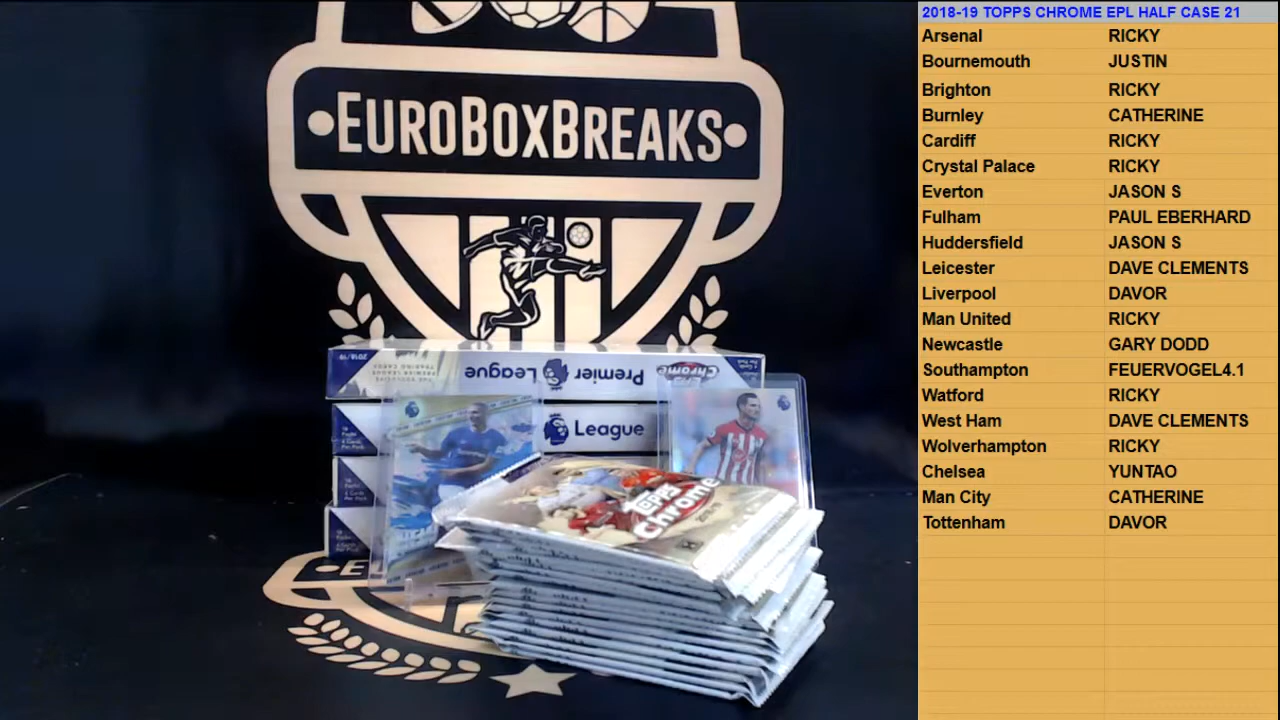 EUROBOXBREAKS
2018/19
Premier League
Chrome
League
Topps
Chrome
2018-19 TOPPS CHROME EPL HALF CASE 21
Arsenal RICKY
Bournemouth JUSTIN
Brighton RICKY
Burnley CATHERINE
Cardiff RICKY
Crystal Palace RICKY
Everton JASON S
Fulham PAUL EBERHARD
Huddersfield JASON S
Leicester DAVE CLEMENTS
Liverpool DAVOR
Man United RICKY
Newcastle GARY DODD
Southampton FEUERVOGEL4.1
Watford RICKY
West Ham DAVE CLEMENTS
Wolverhampton RICKY
Chelsea YUNTAO
Man City CATHERINE
Tottenham DAVOR